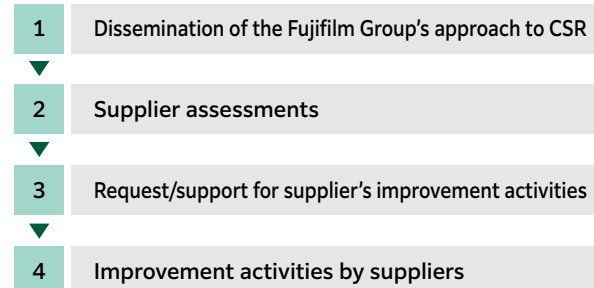 1 Dissemination of the Fujifilm Group’s approach to CSR
2 Supplier assessments
3 Request/support for supplier’s improvement activities
4 Improvement activities by suppliers